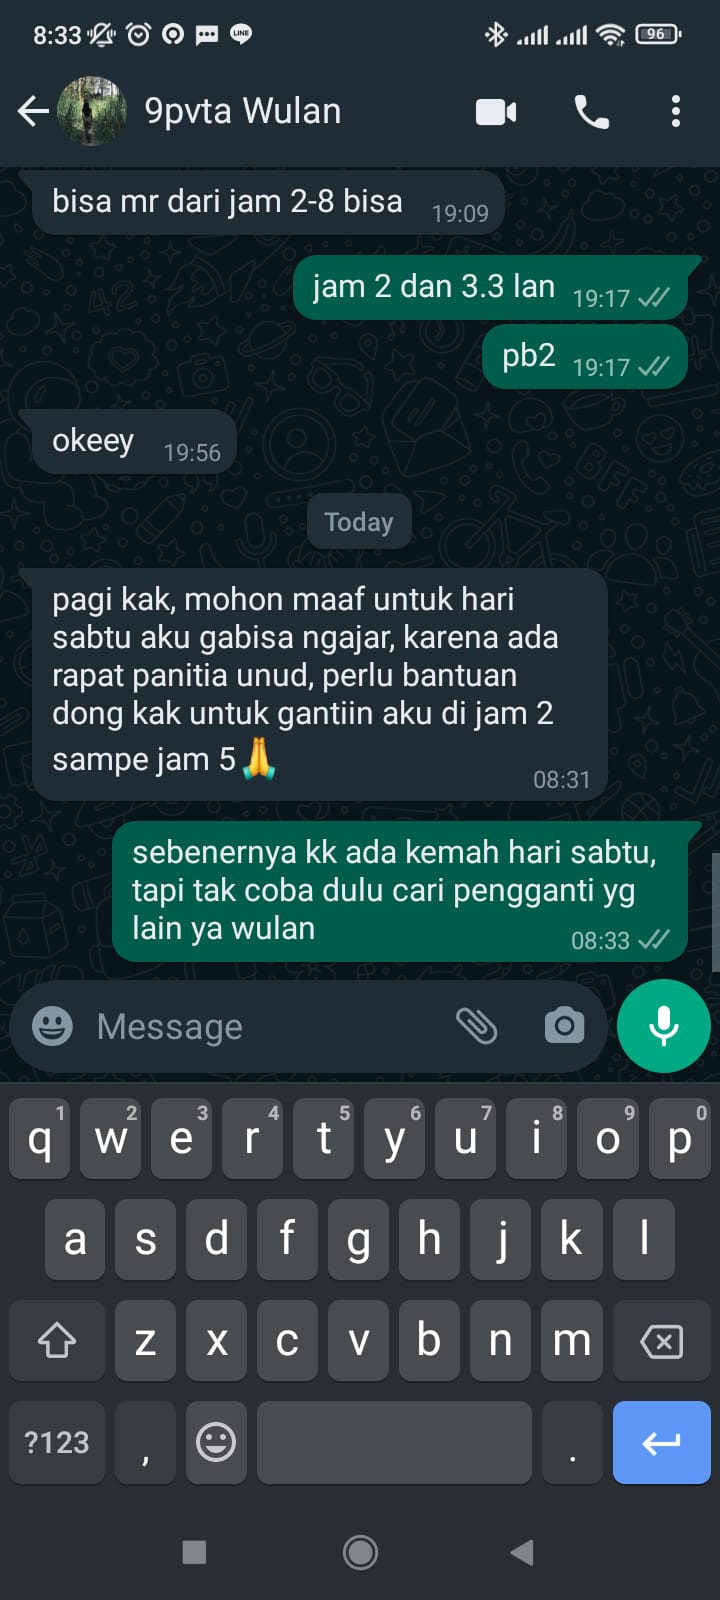 8:33 LINE 96
9pvta Wulan
bisa mr dari jam 2-8 bisa 19:09
jam 2 dan 3.3 lan 19:17
pb2 19:17
okeey 19:56
Today
pagi kak, mohon maaf untuk hari
sabtu aku gabisa ngajar, karena ada
rapat panitia unud, perlu bantuan
dong kak untuk gantiin aku di jam 2
sampe jam 5🙏
08:31
sebenernya kk ada kemah hari sabtu,
tapi tak coba dulu cari pengganti yg
lain ya wulan 08:33
Message
1 2 3 4 5 6 7 8 9 0
q w e r t y u i o p
a s d f g h j k l
z x c v b n m
?123 , .